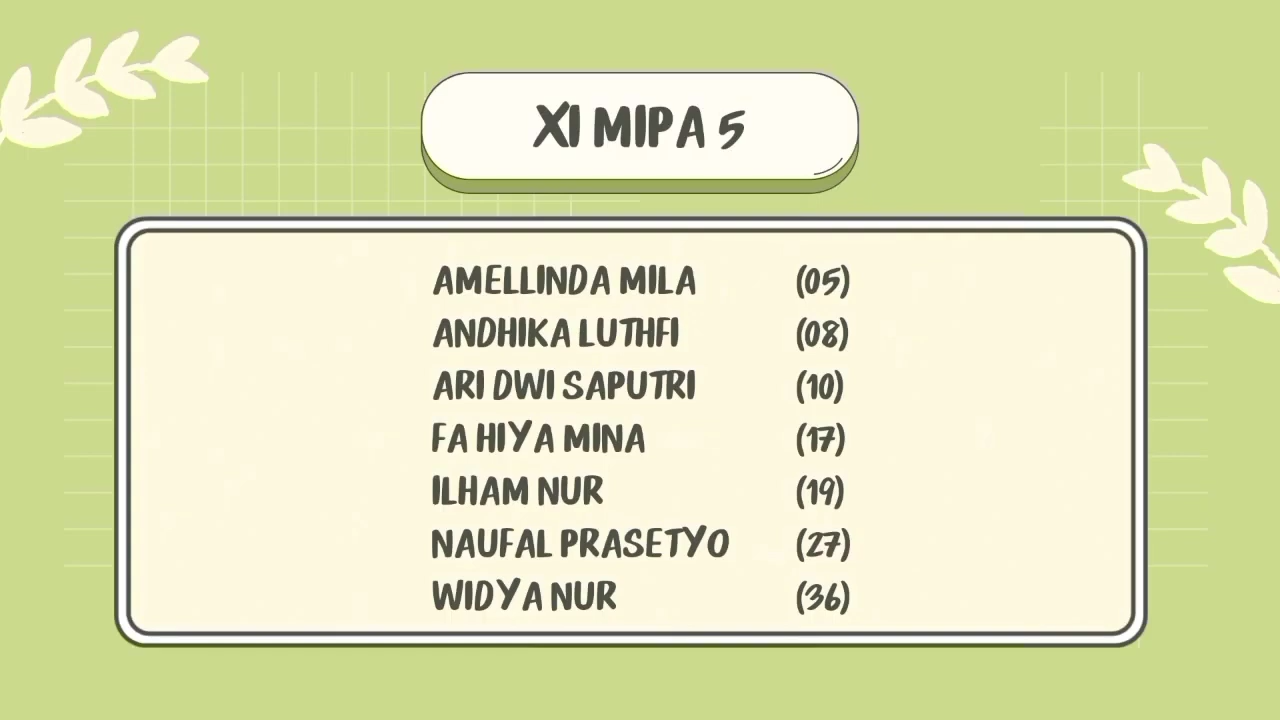 XI MIPA 5
AMELLINDA MILA (05)
ANDHIKA LUTHFI (08)
ARI DWI SAPUTRI (10)
FA HIYA MINA (17)
ILHAM NUR (19)
NAUFAL PRASETYO (27)
WIDYA NUR (36)